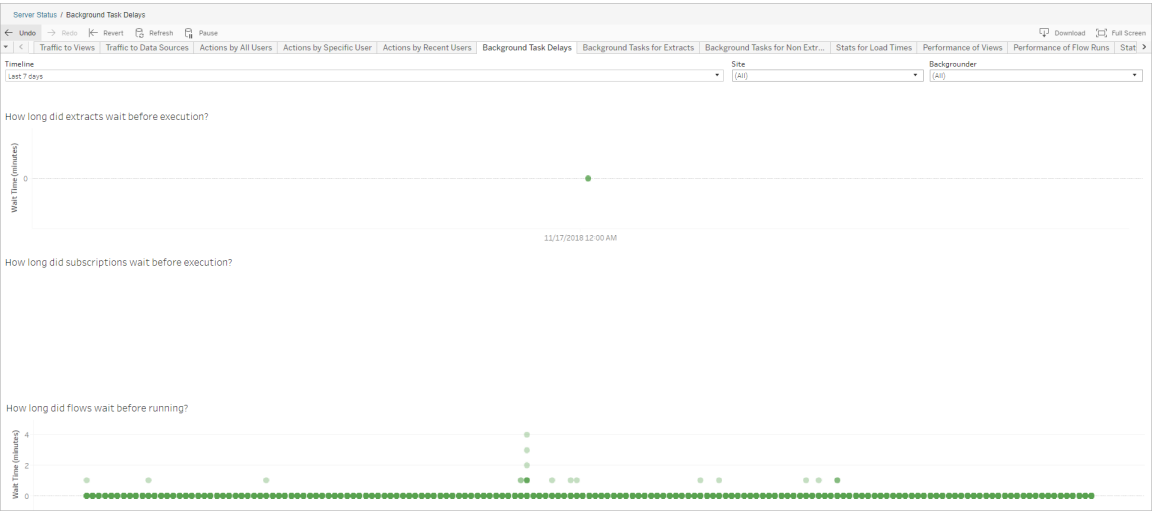 Server Status / Background Task Delays
← Undo → Redo Revert Refresh Pause Download Full Screen
Traffic to Views Traffic to Data Sources Actions by All Users Actions by Specific User Actions by Recent Users Background Task Delays Background Tasks for Extracts Background Tasks for Non Extr... Stats for Load Times Performance of Views Performance of Flow Runs Stat
Timeline Site Backgrounder
Last 7 days (All) (All)
How long did extracts wait before execution?
Wait Time (minutes)
0
11/17/2018 12:00 AM
How long did subscriptions wait before execution?
How long did flows wait before running?
Wait Time (minutes)
4
2
0